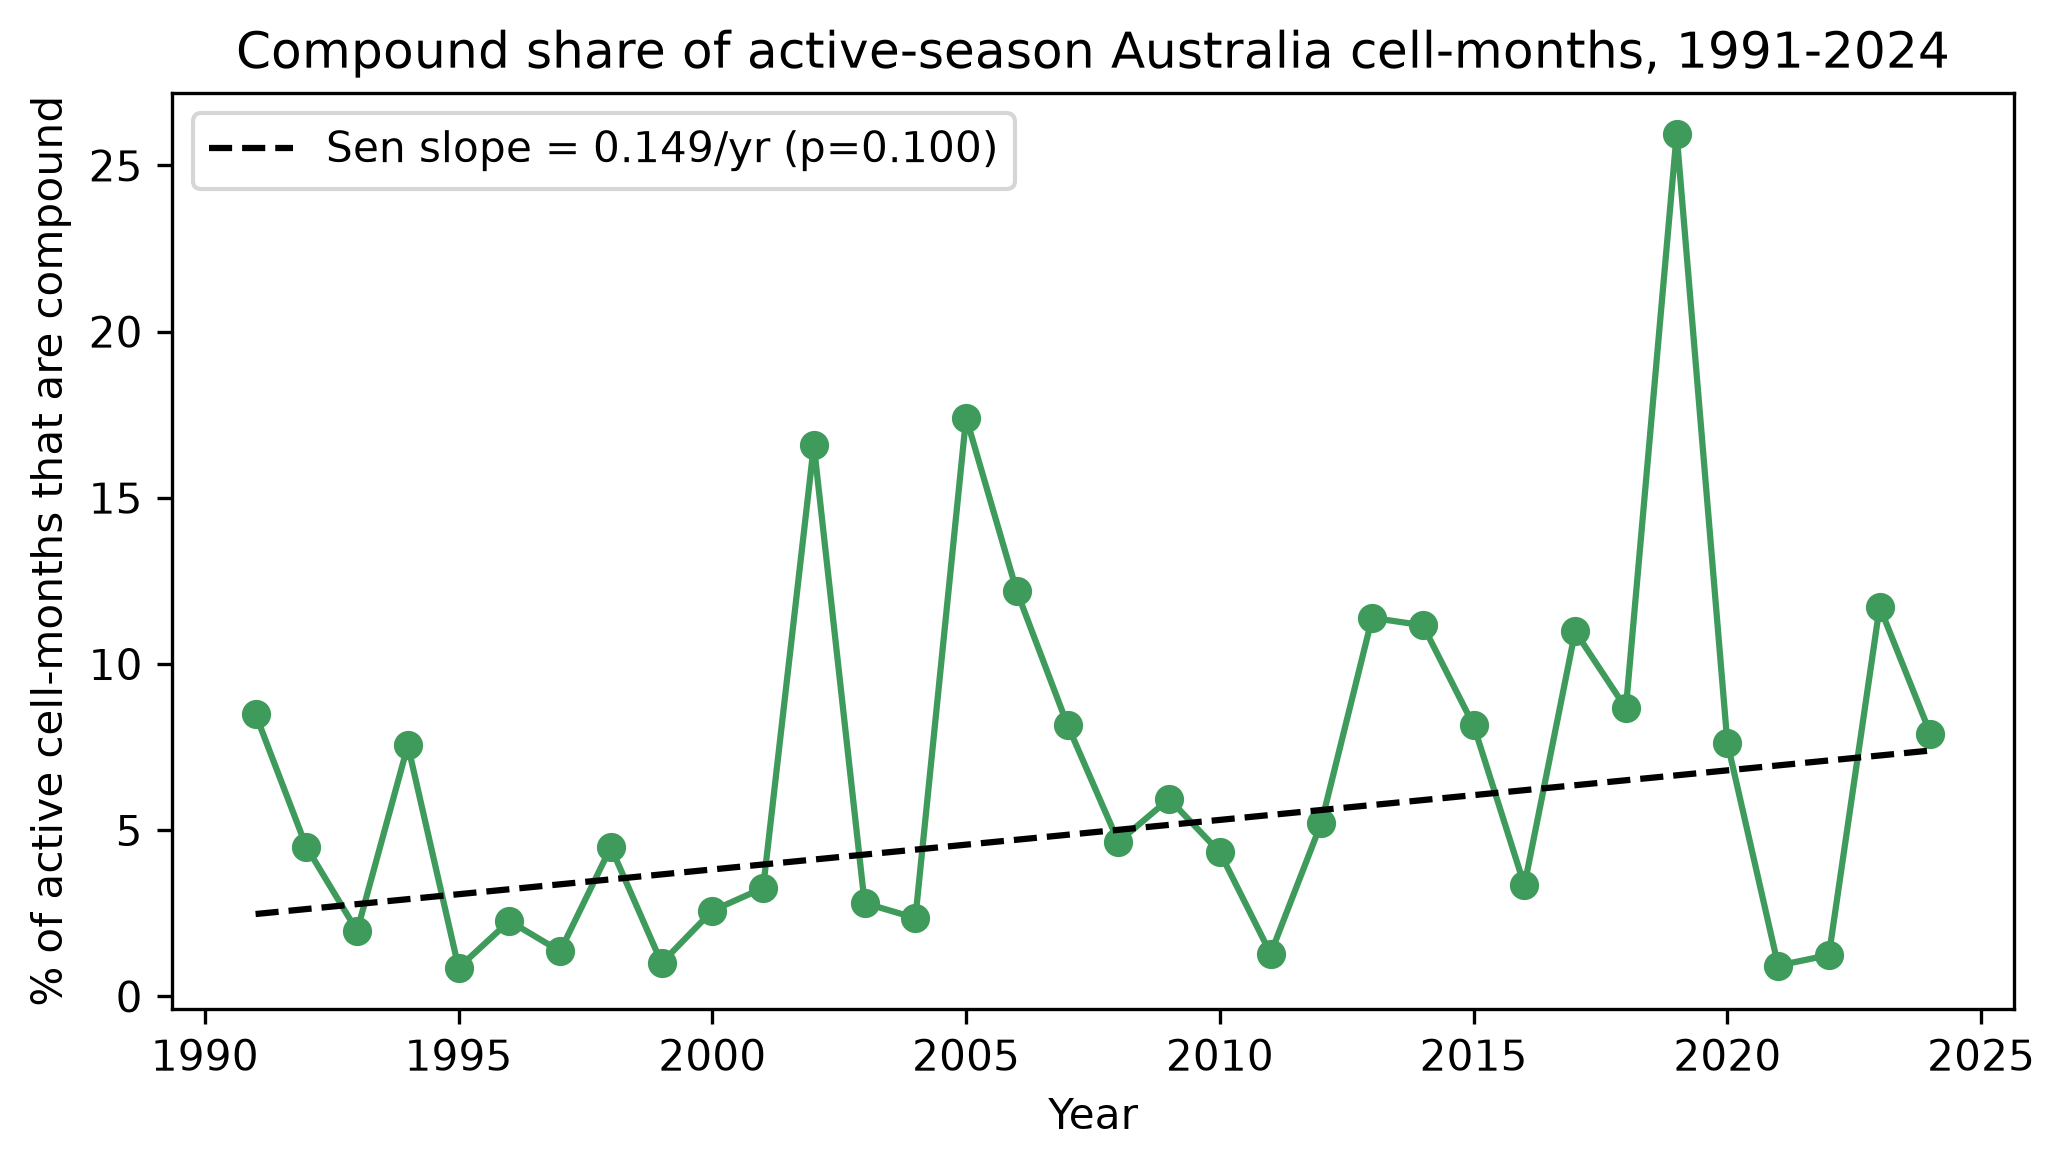 Compound share of active-season Australia cell-months, 1991-2024
Sen slope = 0.149/yr (p=0.100)
% of active cell-months that are compound
25
20
15
10
5
0
1990 1995 2000 2005 2010 2015 2020 2025
Year